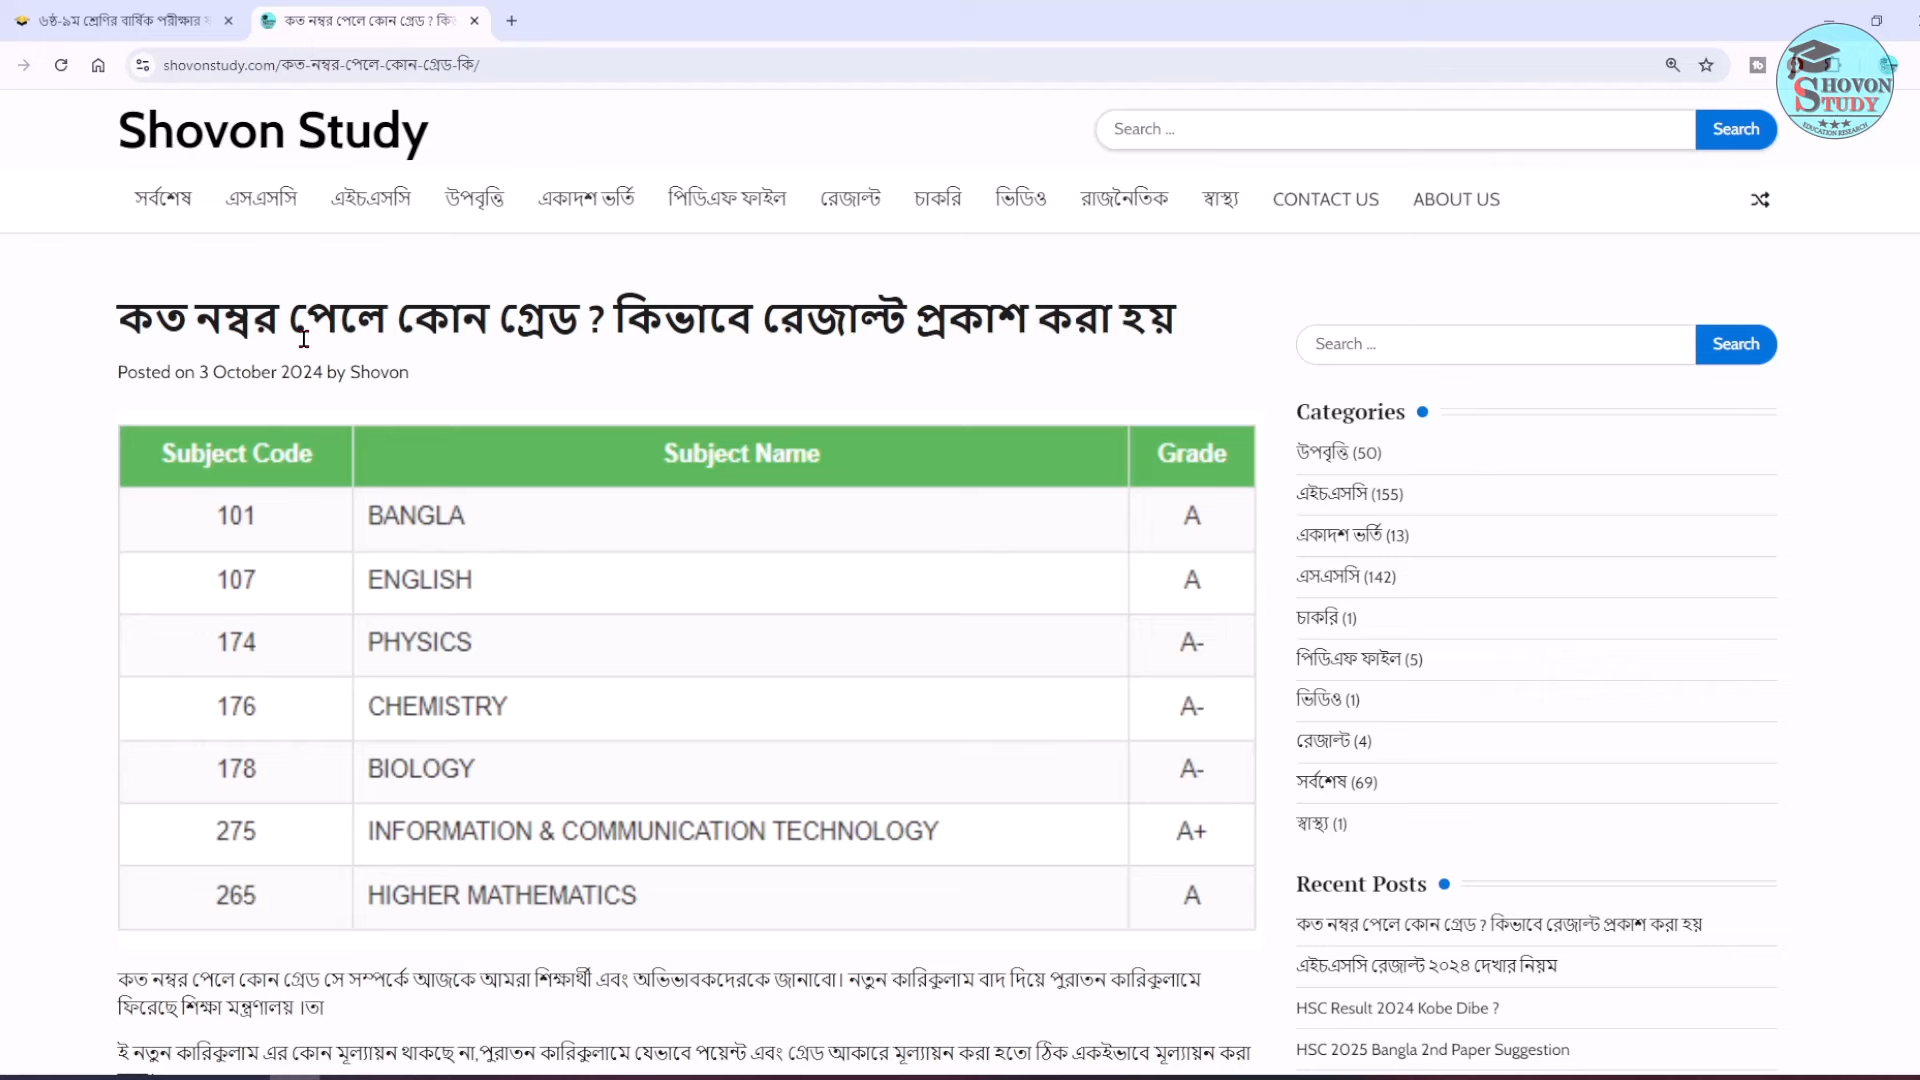 ৬ষ্ঠ-৯ম শ্রেণির বার্ষিক পরীক্ষার
কত নম্বর পেলে কোন গ্রেড ? কি
shovonstudy.com/কত-নম্বর-পেলে-কোন-গ্রেড-কি/
SHOVON
STUDY
EDUCATION RESEARCH
Shovon Study
Search ...
Search
সর্বশেষ এসএসসি এইচএসসি উপবৃত্তি একাদশ ভর্তি পিডিএফ ফাইল রেজাল্ট চাকরি ভিডিও রাজনৈতিক স্বাস্থ্য CONTACT US ABOUT US
কত নম্বর পেলে কোন গ্রেড ? কিভাবে রেজাল্ট প্রকাশ করা হয়
Posted on 3 October 2024 by Shovon
Subject Code Subject Name Grade
101 BANGLA A
107 ENGLISH A
174 PHYSICS A-
176 CHEMISTRY A-
178 BIOLOGY A-
275 INFORMATION & COMMUNICATION TECHNOLOGY A+
265 HIGHER MATHEMATICS A
কত নম্বর পেলে কোন গ্রেড সে সম্পর্কে আজকে আমরা শিক্ষার্থী এবং অভিভাবকদেরকে জানাবো। নতুন কারিকুলাম বাদ দিয়ে পুরাতন কারিকুলামে
ফিরেছে শিক্ষা মন্ত্রণালয় ।তা
ই নতুন কারিকুলাম এর কোন মূল্যায়ন থাকছে না,পুরাতন কারিকুলামে যেভাবে পয়েন্ট এবং গ্রেড আকারে মূল্যায়ন করা হতো ঠিক একইভাবে মূল্যায়ন করা
Search ...
Search
Categories
উপবৃত্তি (50)
এইচএসসি (155)
একাদশ ভর্তি (13)
এসএসসি (142)
চাকরি (1)
পিডিএফ ফাইল (5)
ভিডিও (1)
রেজাল্ট (4)
সর্বশেষ (69)
স্বাস্থ্য (1)
Recent Posts
কত নম্বর পেলে কোন গ্রেড ? কিভাবে রেজাল্ট প্রকাশ করা হয়
এইচএসসি রেজাল্ট ২০২৪ দেখার নিয়ম
HSC Result 2024 Kobe Dibe ?
HSC 2025 Bangla 2nd Paper Suggestion